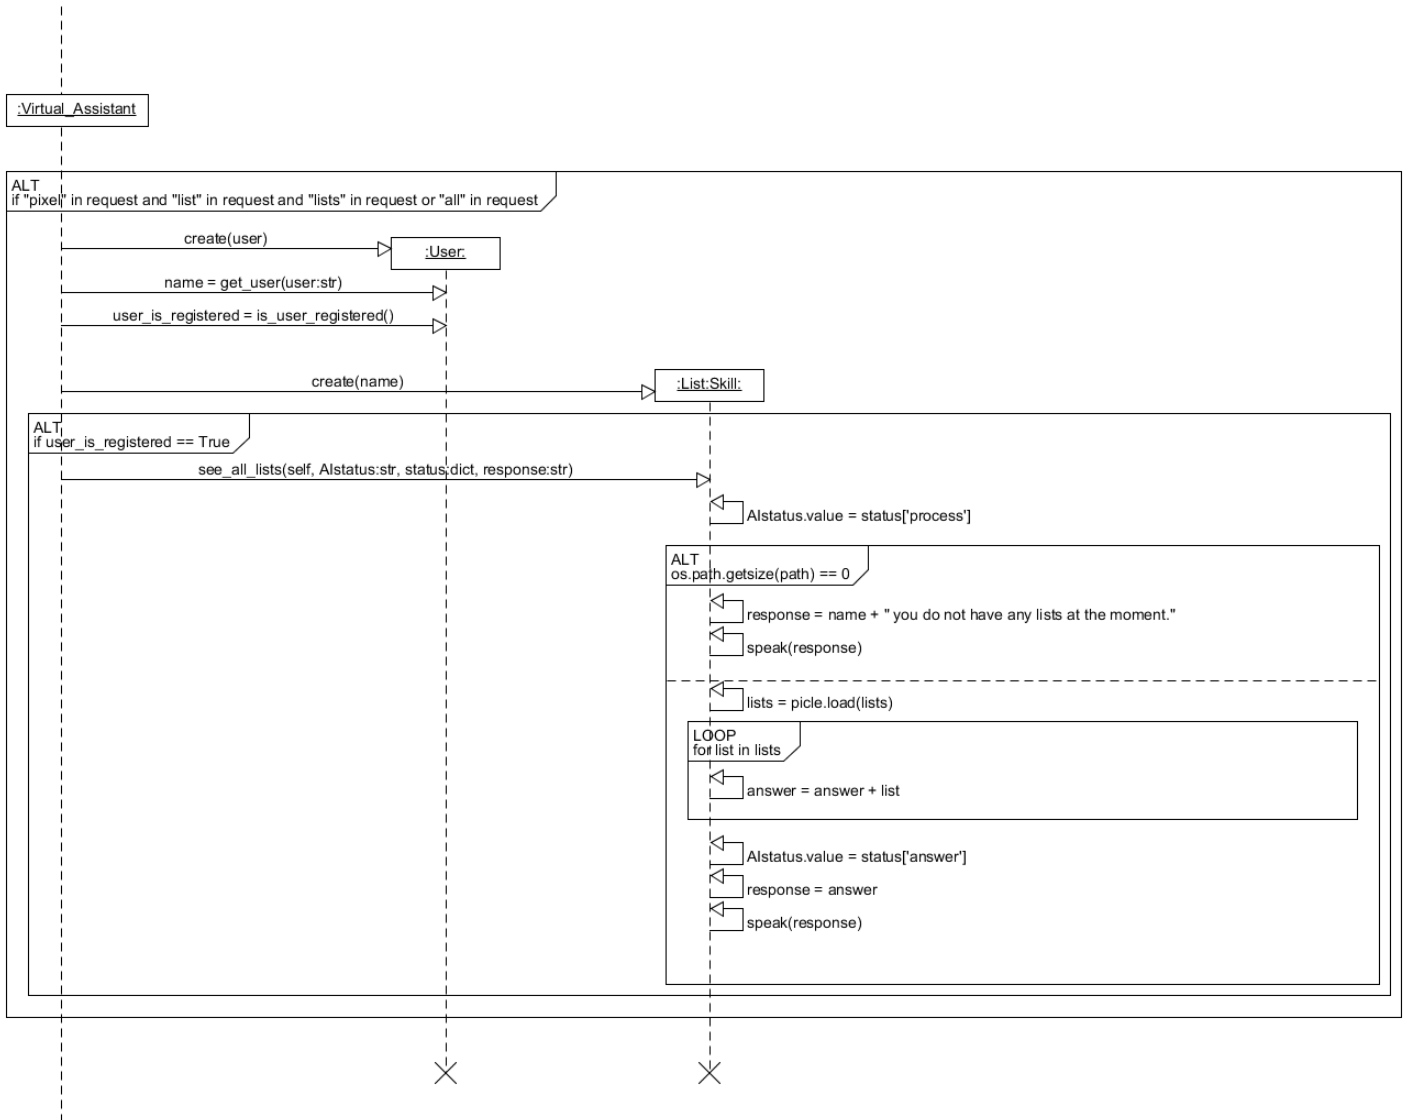 :Virtual_Assistant
ALT
if "pixel" in request and "list" in request and "lists" in request or "all" in request
create(user)
:User:
name = get_user(user:str)
user_is_registered = is_user_registered()
create(name)
:List:Skill:
ALT
if user_is_registered == True
see_all_lists(self, AIstatus:str, status:dict, response:str)
AIstatus.value = status['process']
ALT
os.path.getsize(path) == 0
response = name + " you do not have any lists at the moment."
speak(response)
lists = picle.load(lists)
LOOP
for list in lists
answer = answer + list
AIstatus.value = status['answer']
response = answer
speak(response)